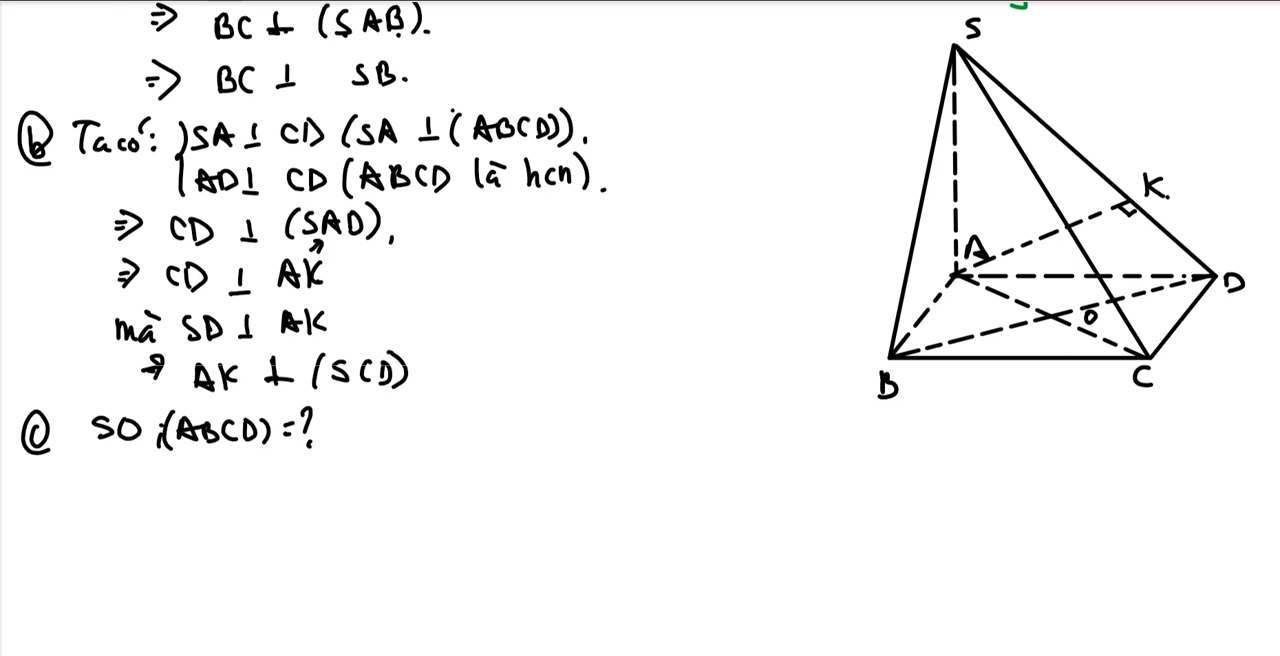 ⇒ BC ⊥ (SAB).
⇒ BC ⊥ SB.
b Ta có: SA ⊥ CD (SA ⊥ (ABCD)).
AD ⊥ CD (ABCD là hcn).
⇒ CD ⊥ (SAD),
⇒ CD ⊥ AK
mà SD ⊥ AK
⇒ AK ⊥ (SCD)
c SO ;(ABCD) = ?
S
K.
A
D
O
B
C